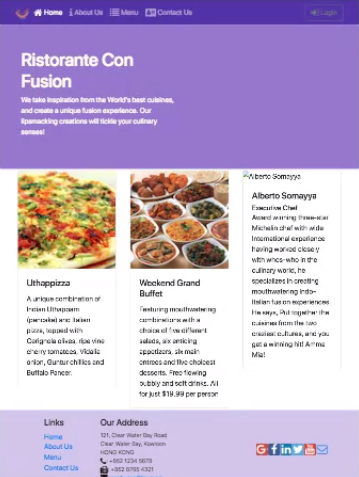 Home About Us Menu Contact Us Login
Ristorante Con
Fusion
We take inspiration from the World's best cuisines,
and create a unique fusion experience. Our
lipsmacking creations will tickle your culinary
senses!
Uthappizza
A unique combination of
Indian Uthappam
(pancake) and Italian
pizza, topped with
Cerignola olives, ripe vine
cherry tomatoes, Vidalia
onion, Guntur chillies and
Buffalo Paneer.
Weekend Grand
Buffet
Featuring mouthwatering
combinations with a
choice of five different
salads, six enticing
appetizers, six main
entrees and five choicest
desserts. Free flowing
bubbly and soft drinks. All
for just $19.99 per person
Alberto Somayya
Alberto Somayya
Executive Chef
Award winning three-star
Michelin chef with wide
International experience
having worked closely
with whos-who in the
culinary world, he
specializes in creating
mouthwatering Indo-
Italian fusion experiences.
He says, Put together the
cuisines from the two
craziest cultures, and you
get a winning hit! Amma
Mia!
Links
Home
About Us
Menu
Contact Us
Our Address
121, Clear Water Bay Road
Clear Water Bay, Kowloon
HONG KONG
+852 1234 5678
+852 8765 4321